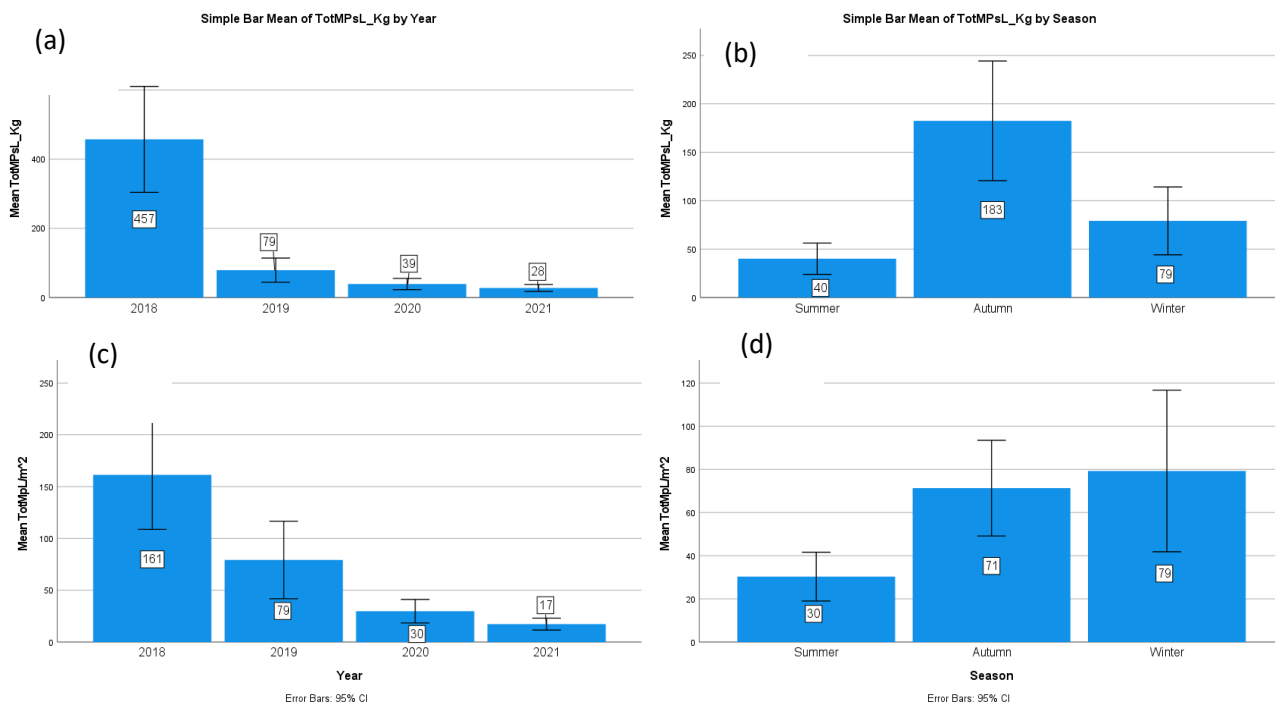 Simple Bar Mean of TotMPsL_Kg by Year
(a)
Mean TotMPsL_Kg
400
200
0
457
79
39
28
2018 2019 2020 2021
Simple Bar Mean of TotMPsL_Kg by Season
(b)
Mean TotMPsL_Kg
250
200
150
100
50
0
40
183
79
Summer Autumn Winter
(c)
Mean TotMpL/m^2
250
200
150
100
50
0
161
79
30
17
2018 2019 2020 2021
Year
Error Bars: 95% CI
(d)
Mean TotMpL/m^2
120
100
80
60
40
20
0
30
71
79
Summer Autumn Winter
Season
Error Bars: 95% CI